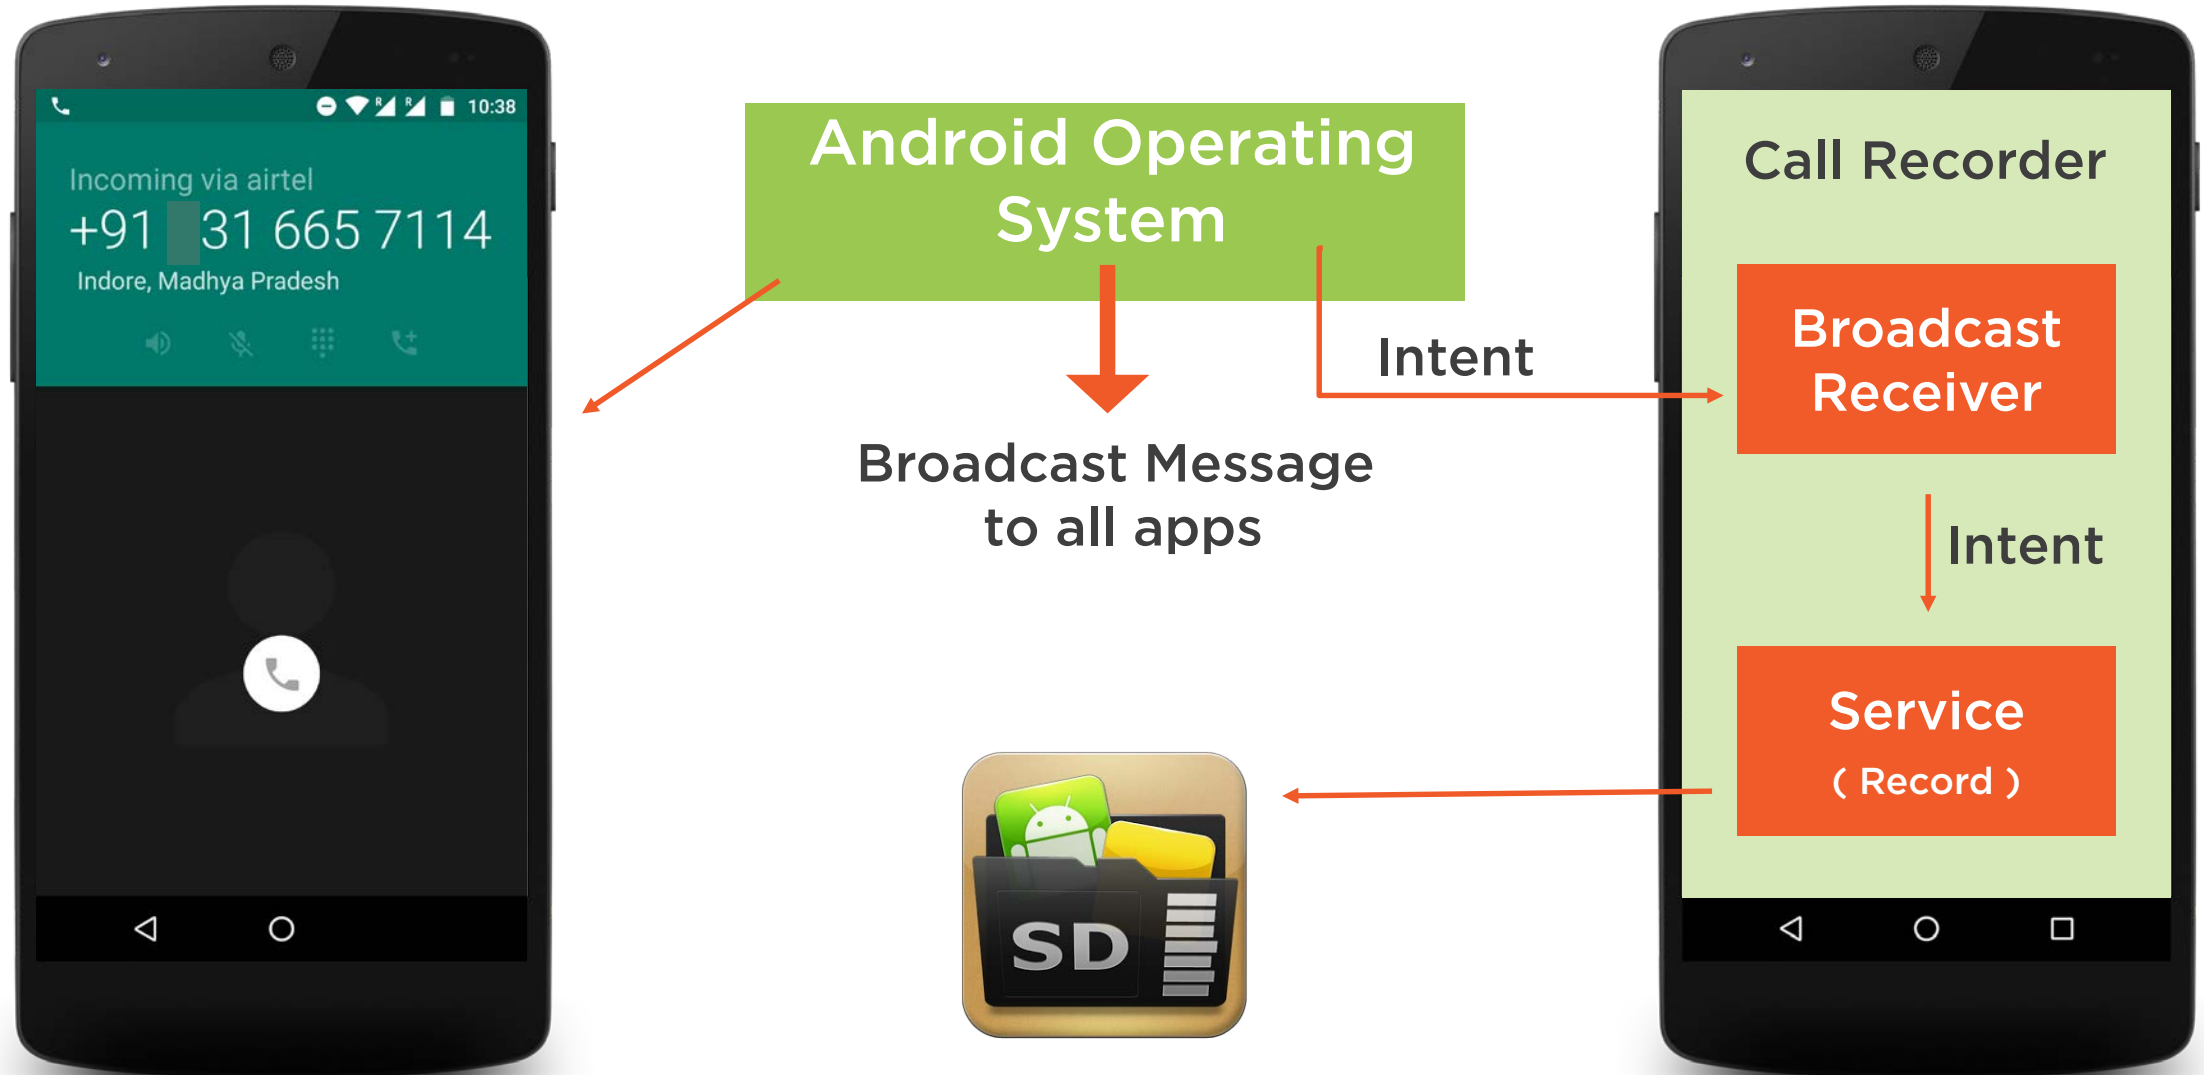 10:38
Incoming via airtel
+91 31 665 7114
Indore, Madhya Pradesh
Android Operating
System
Intent
Broadcast Message
to all apps
SD
Call Recorder
Broadcast
Receiver
Intent
Service
( Record )